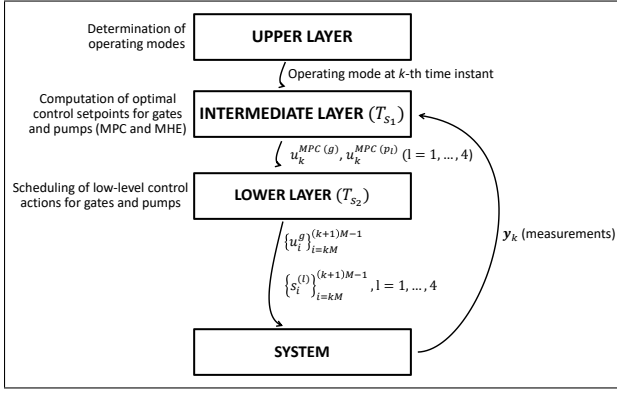 Determination of
operating modes
UPPER LAYER
Operating mode at k-th time instant
Computation of optimal
control setpoints for gates
and pumps (MPC and MHE)
INTERMEDIATE LAYER (T_{s_1})
u_k^{MPC (g)}, u_k^{MPC (p_l)} (l = 1, ..., 4)
Scheduling of low-level control
actions for gates and pumps
LOWER LAYER (T_{s_2})
{u_i^g}_{i=kM}^{(k+1)M−1}
{s_i^{(l)}}_{i=kM}^{(k+1)M−1}, l = 1, ..., 4
y_k (measurements)
SYSTEM